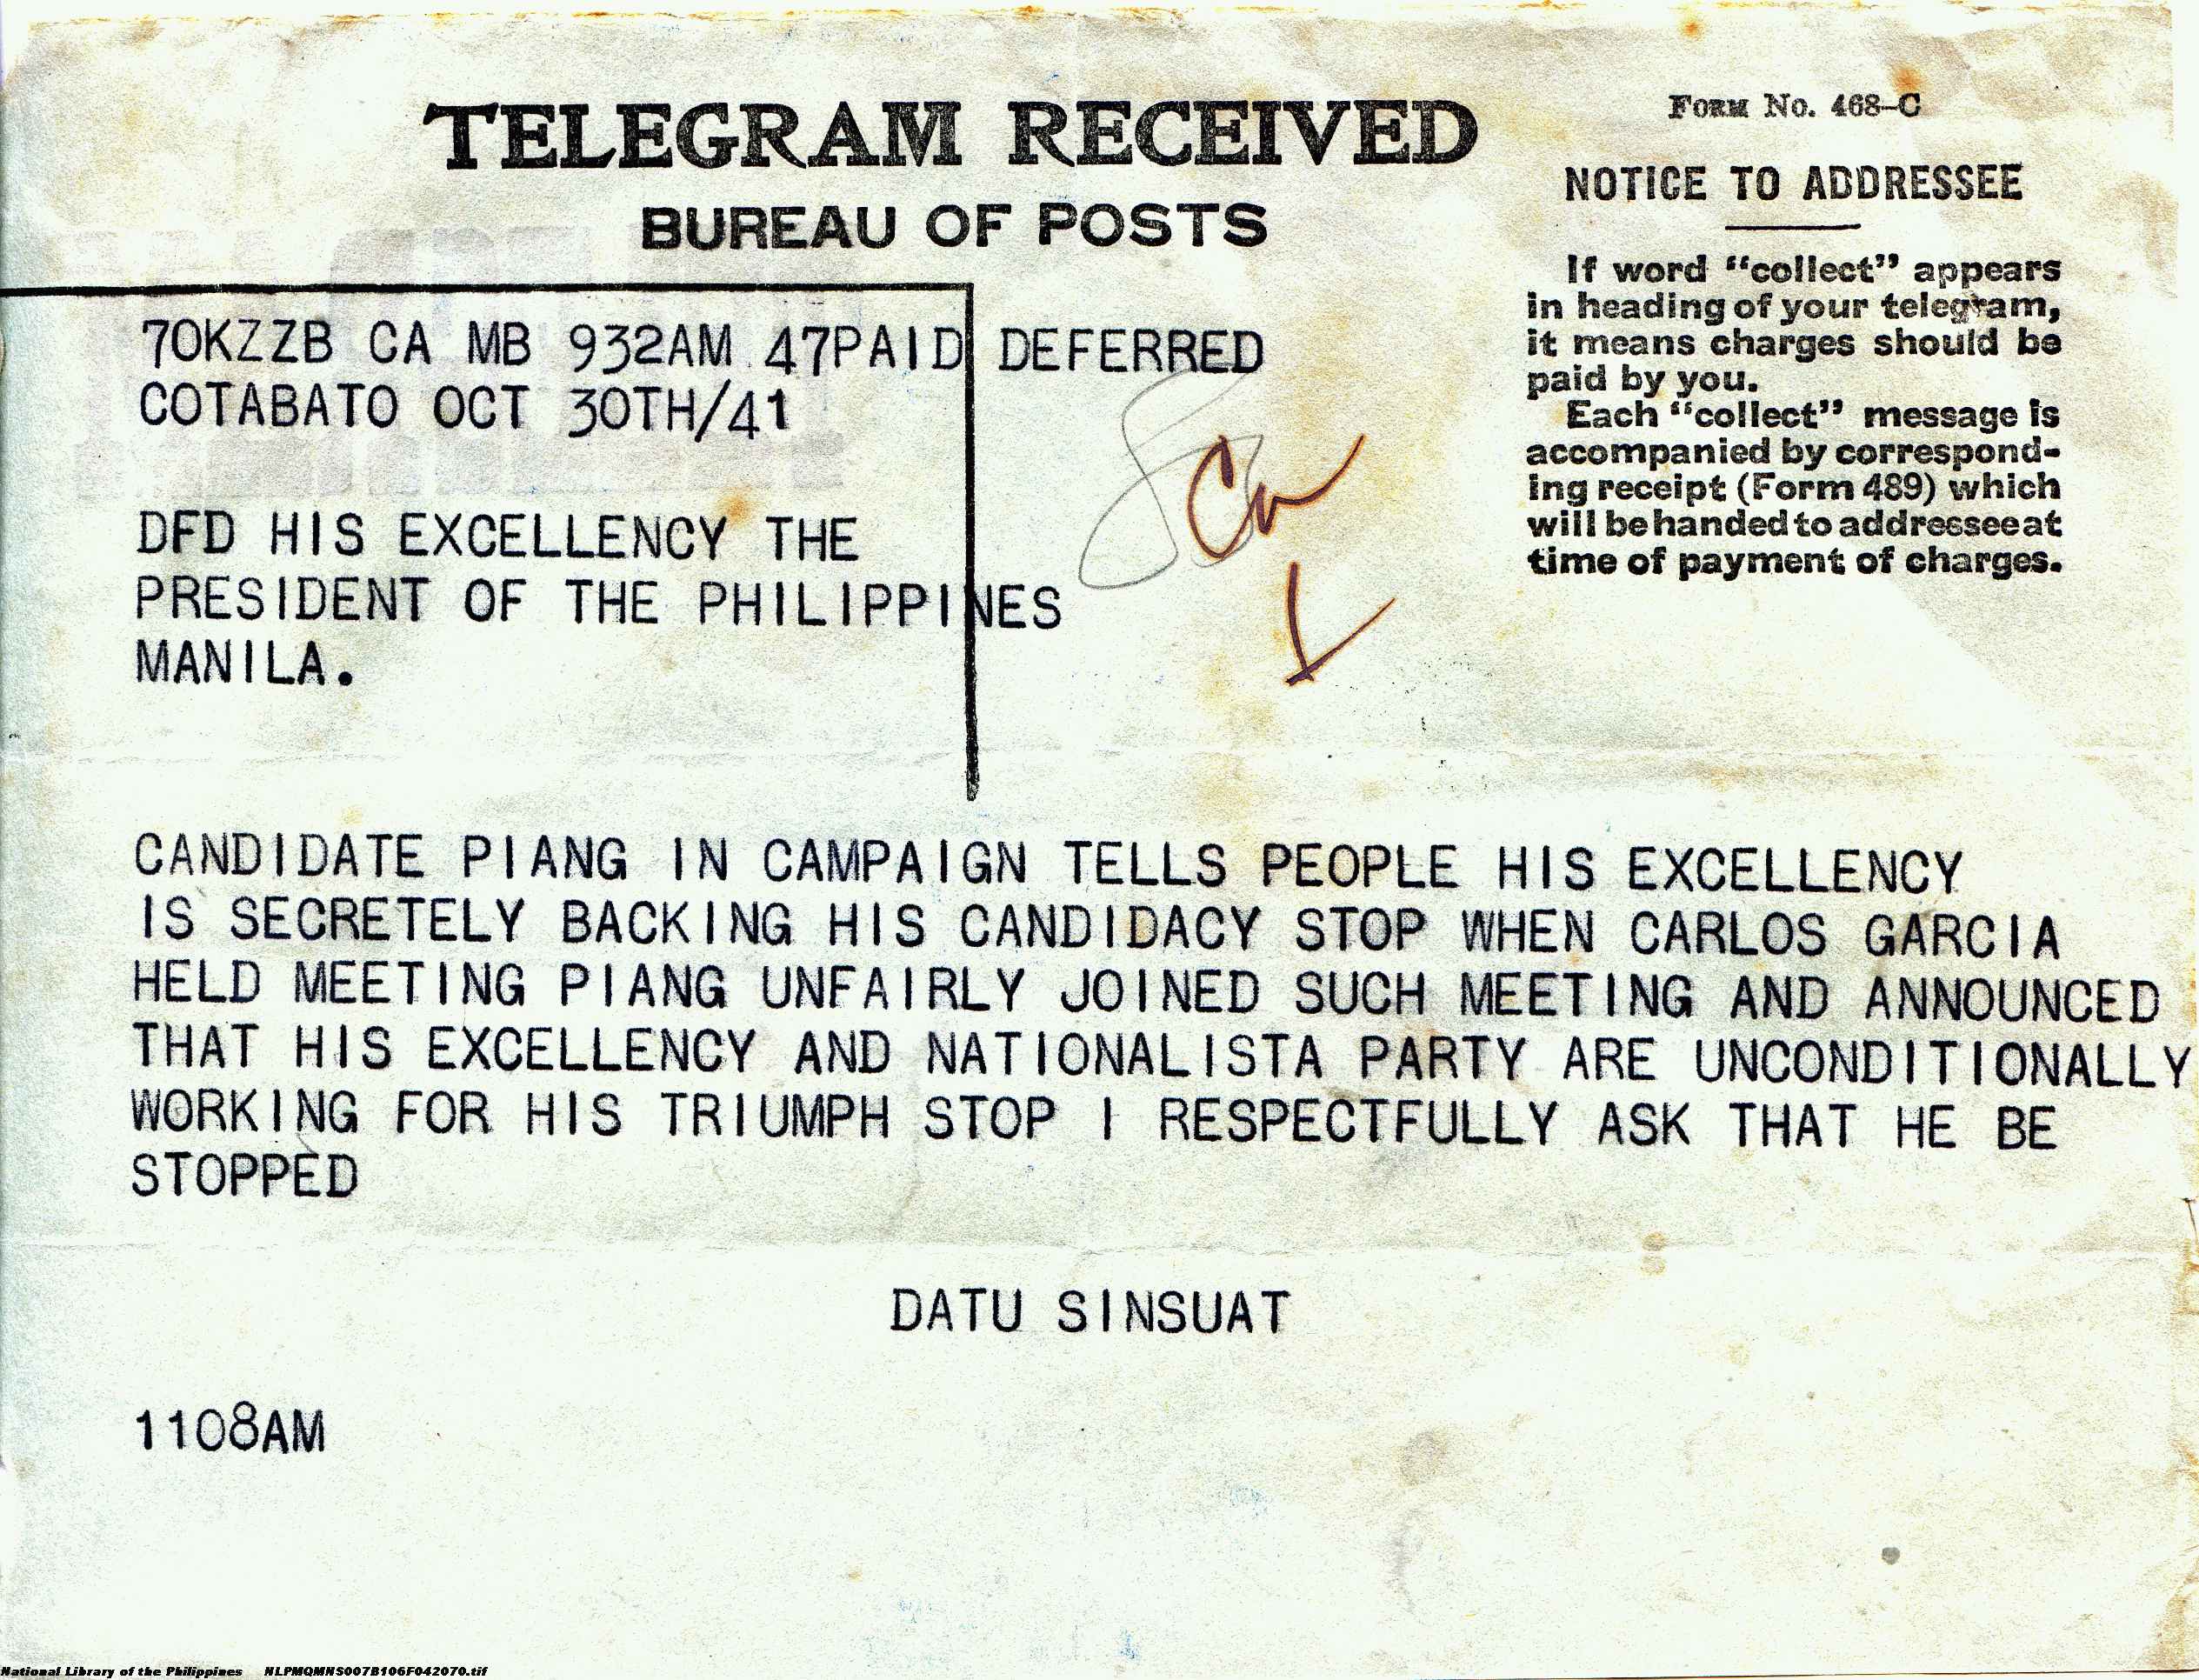 TELEGRAM RECEIVED
BUREAU OF POSTS
FORM NO. 468-C
NOTICE TO ADDRESSEE
If word "collect" appears
in heading of your telegram,
it means charges should be
paid by you.
Each "collect" message is
accompanied by correspond-
ing receipt (Form 489) which
will be handed to addressee at
time of payment of charges.
70KZZB CA MB 932AM 47PAID DEFERRED
COTABATO OCT 30TH/41
DFD HIS EXCELLENCY THE
PRESIDENT OF THE PHILIPPINES
MANILA.
CANDIDATE PIANG IN CAMPAIGN TELLS PEOPLE HIS EXCELLENCY
IS SECRETELY BACKING HIS CANDIDACY STOP WHEN CARLOS GARCIA
HELD MEETING PIANG UNFAIRLY JOINED SUCH MEETING AND ANNOUNCED
THAT HIS EXCELLENCY AND NATIONALISTA PARTY ARE UNCONDITIONALLY
WORKING FOR HIS TRIUMPH STOP I RESPECTFULLY ASK THAT HE BE
STOPPED
DATU SINSUAT
1108AM
National Library of the Philippines NLPMQMNS007B106F042070.tif